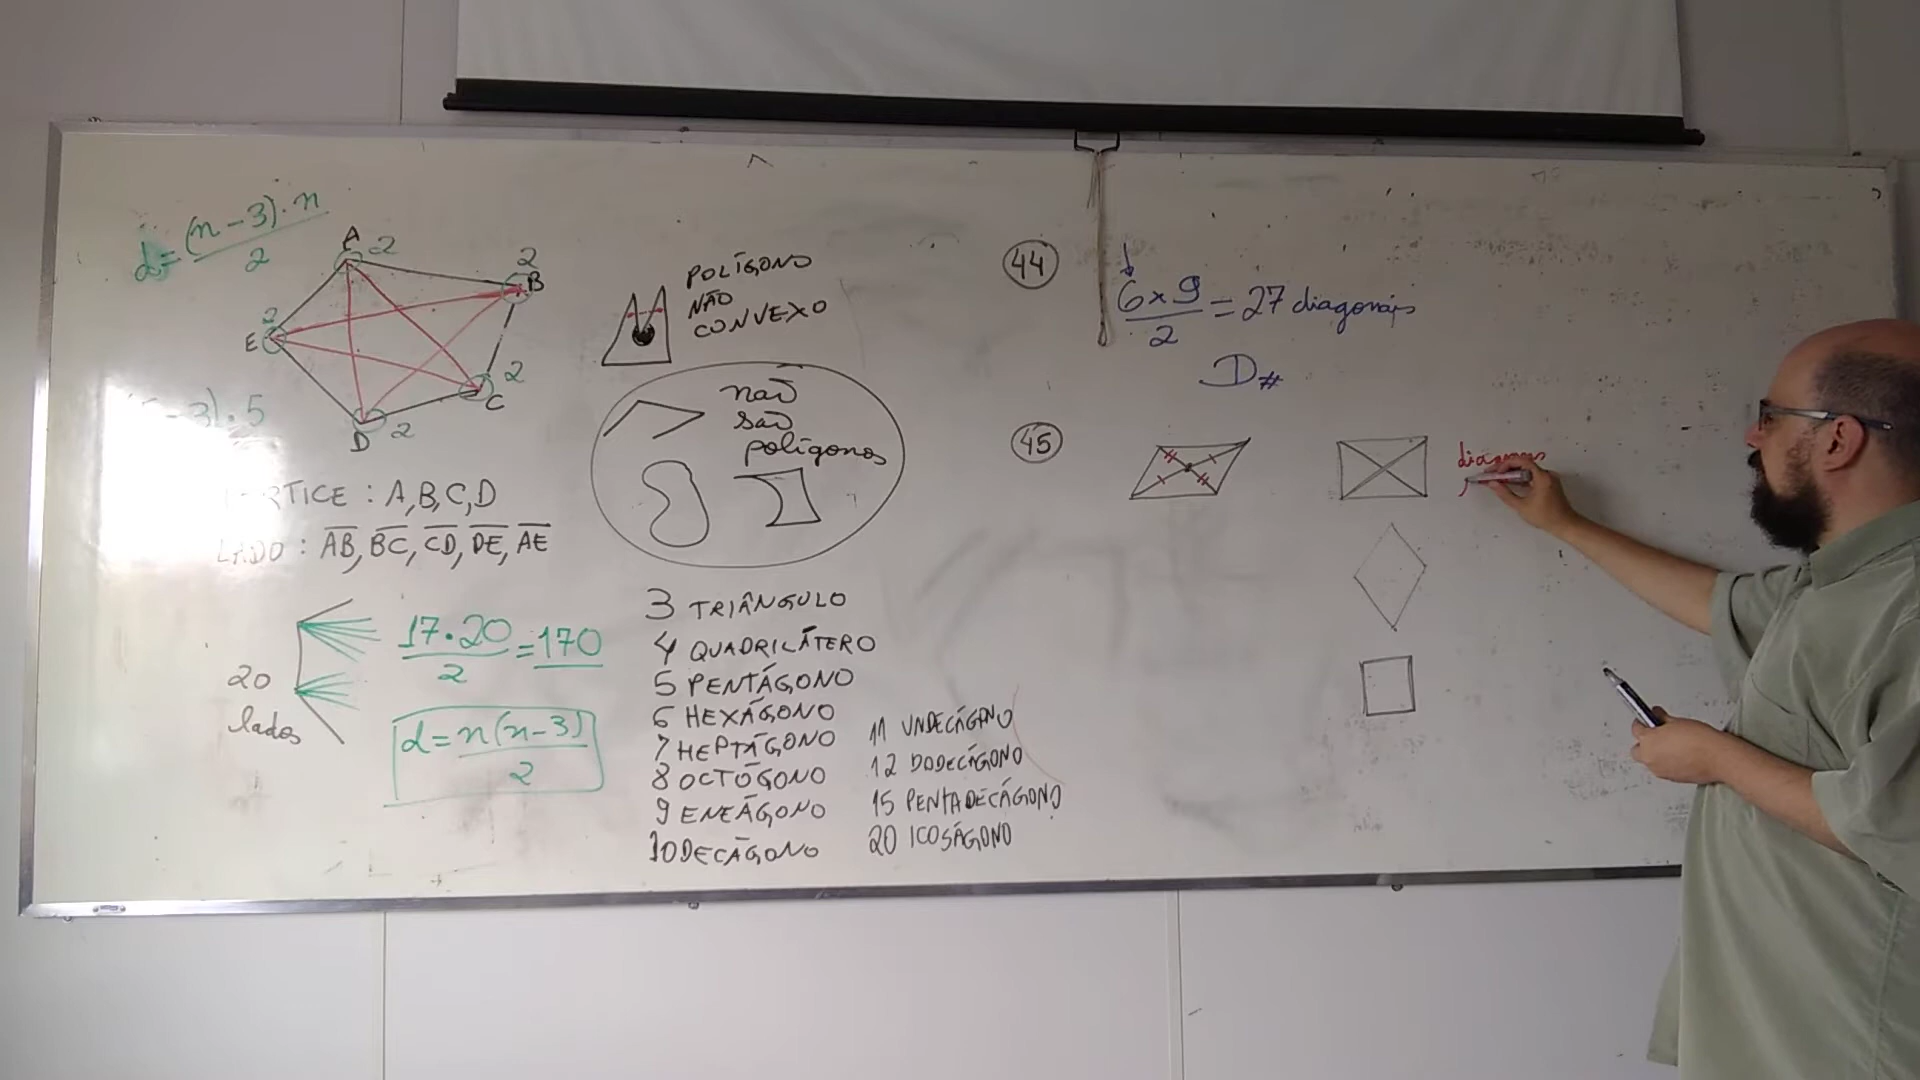 d = (n-3).n
2
A 2
2
B
2
E
2
C
D 2
-3).5
VÉRTICE : A,B,C,D
LADO : AB, BC, CD, DE, AE
20
lados
17.20 = 170
2
d = n(n-3)
2
POLÍGONO
NÃO
CONVEXO
não
são
polígonos
3 TRIÂNGULO
4 QUADRILÁTERO
5 PENTÁGONO
6 HEXÁGONO
7 HEPTÁGONO
8 OCTÓGONO
9 ENEÁGONO
10 DECÁGONO
11 UNDECÁGONO
12 DODECÁGONO
15 PENTADECÁGONO
20 ICOSÁGONO
44
6 x 9 = 27 diagonais
2
D#
45
diagonais